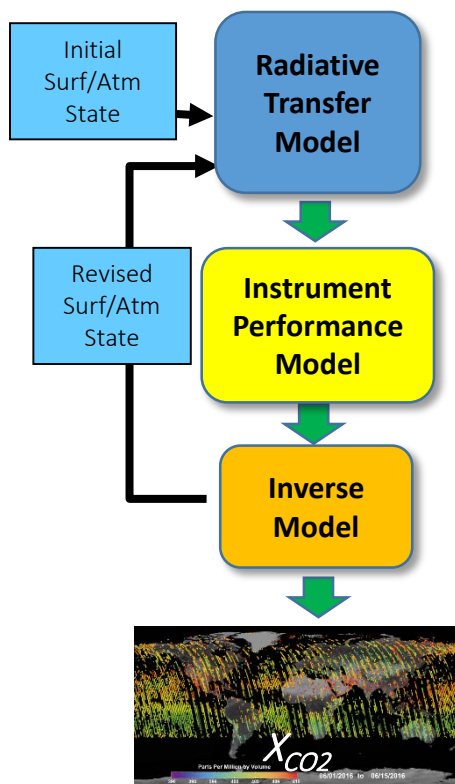 Initial
Surf/Atm
State
Radiative
Transfer
Model
Revised
Surf/Atm
State
Instrument
Performance
Model
Inverse
Model
XCO2
Parts Per Million by Volume
06/01/2016 to 06/15/2016